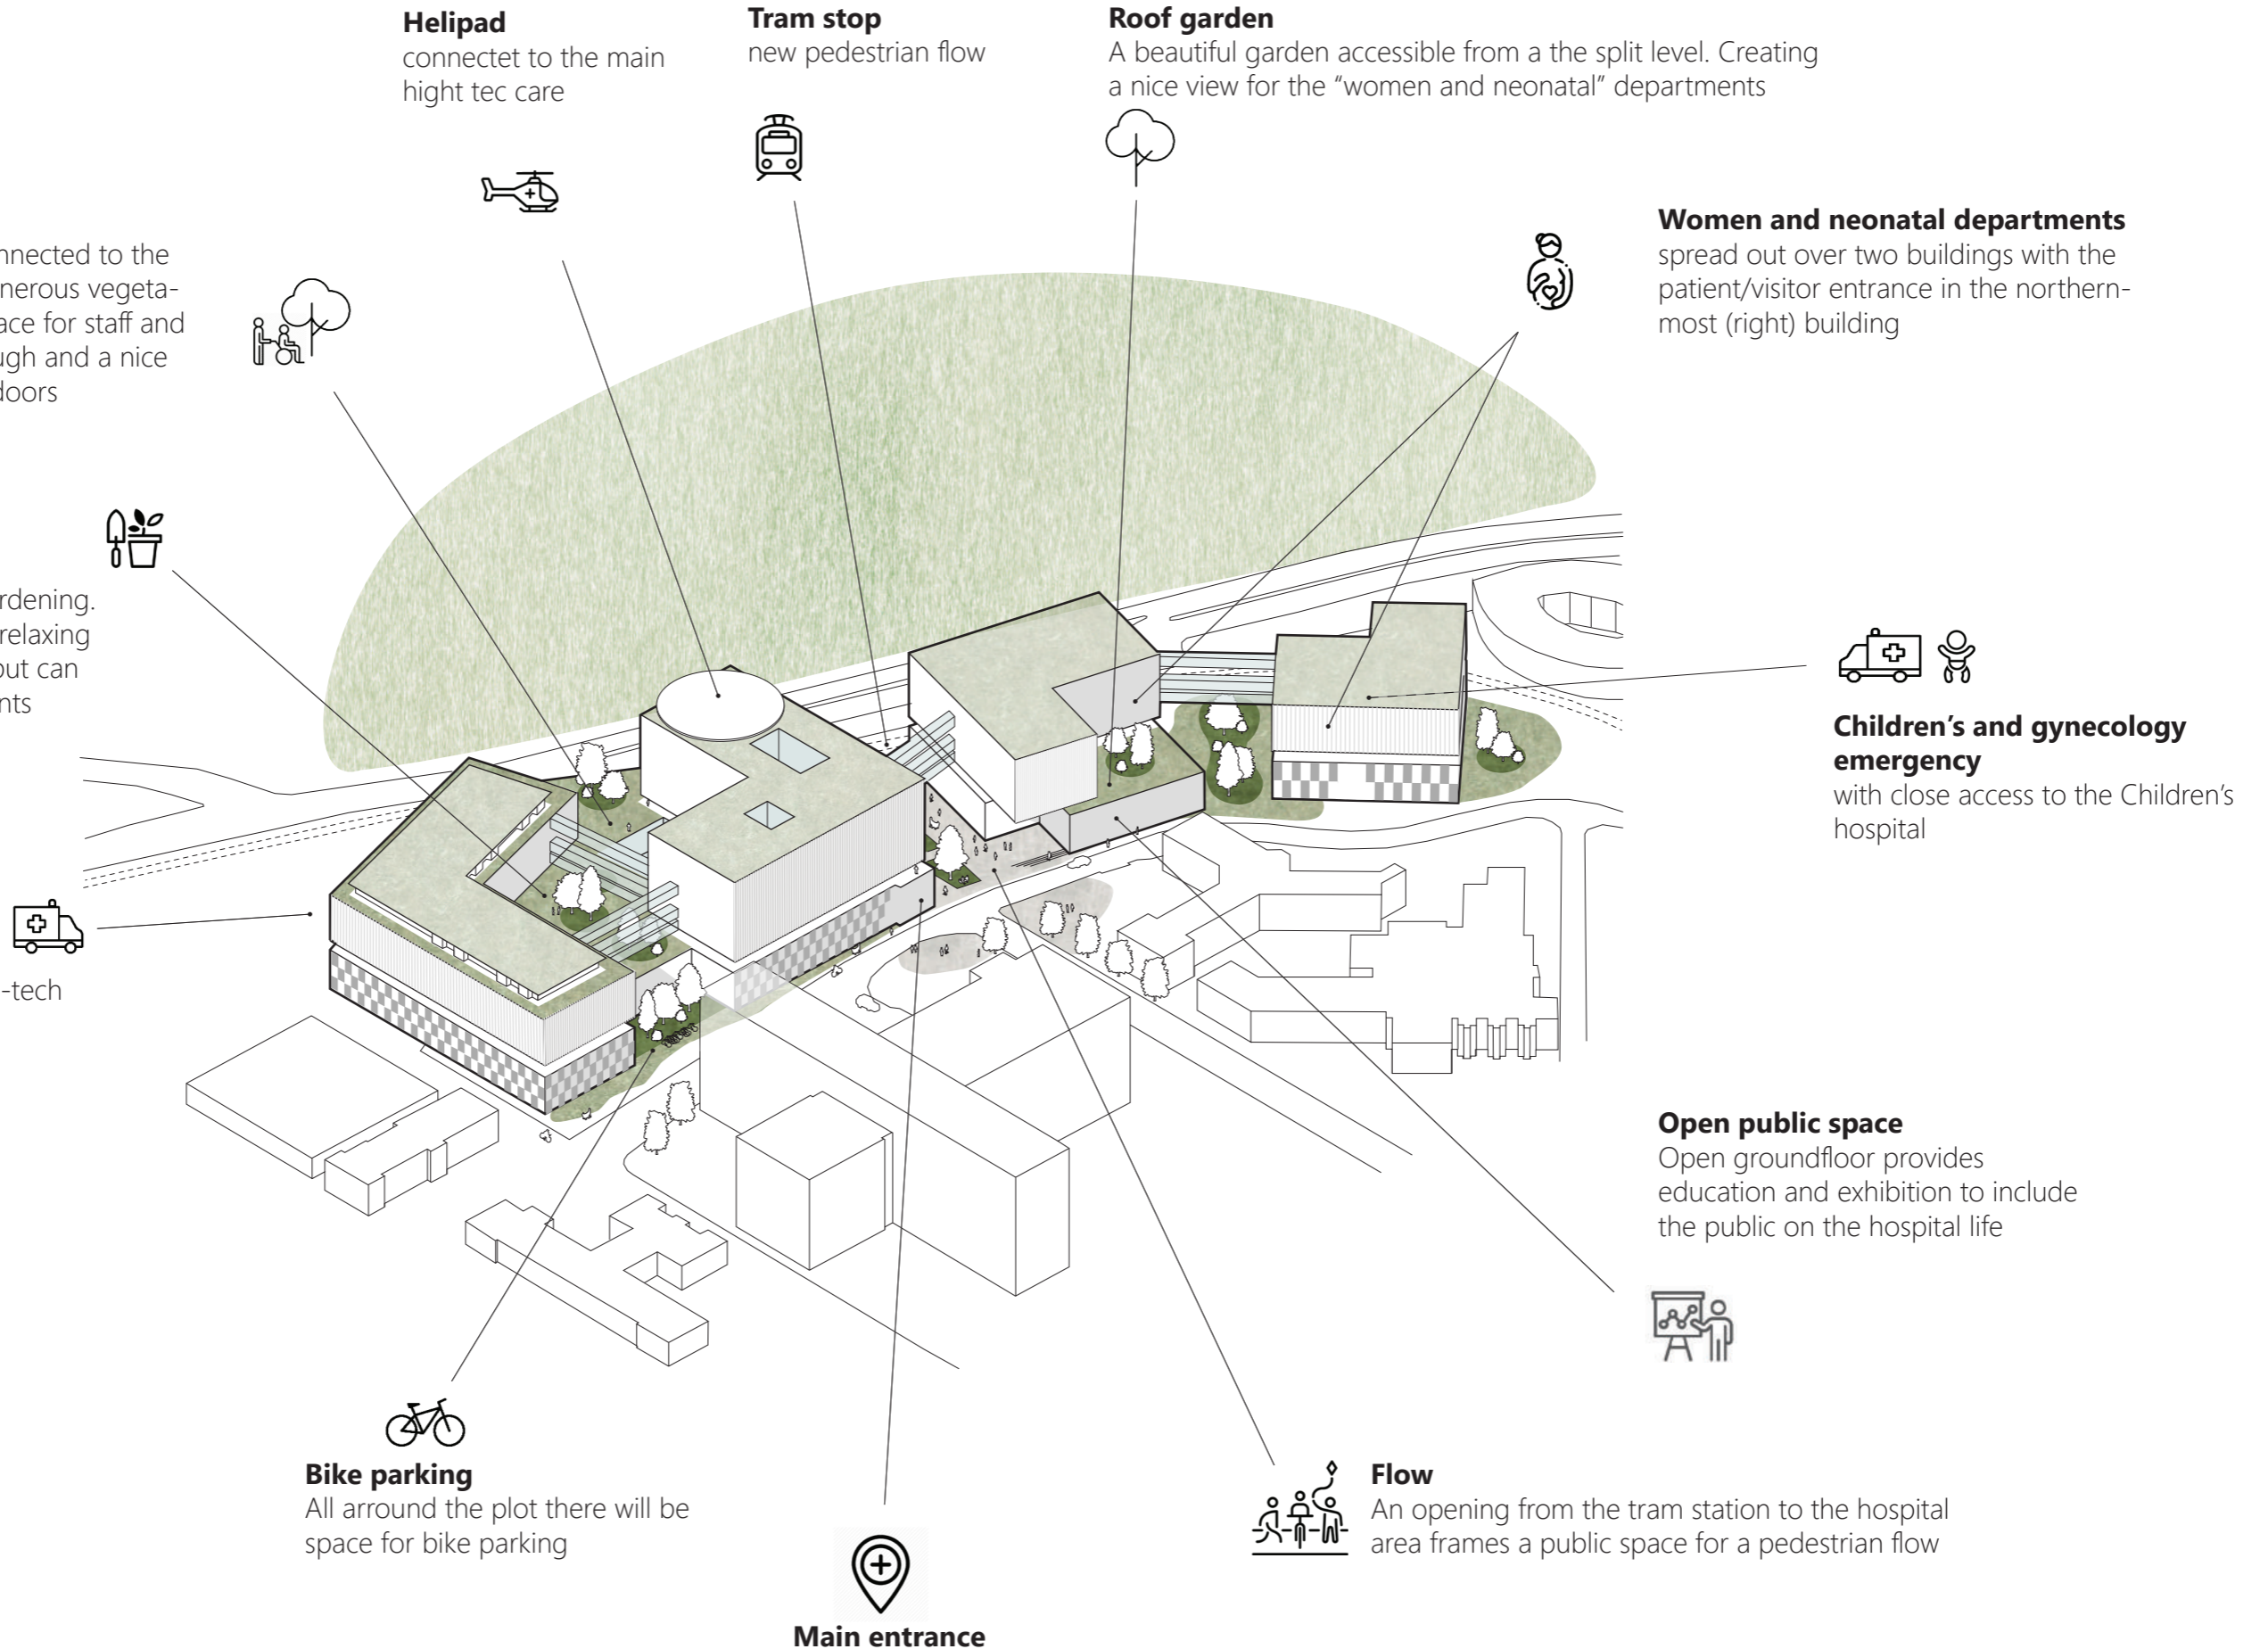 Helipad
connectet to the main
hight tec care
Tram stop
new pedestrian flow
Roof garden
A beautiful garden accessible from a the split level. Creating
a nice view for the “women and neonatal” departments
Women and neonatal departments
spread out over two buildings with the
patient/visitor entrance in the northern-
most (right) building
nnected to the
nerous vegeta-
ace for staff and
ugh and a nice
doors
rdening.
relaxing
out can
nts
-tech
Children’s and gynecology
emergency
with close access to the Children’s
hospital
Open public space
Open groundfloor provides
education and exhibition to include
the public on the hospital life
Bike parking
All arround the plot there will be
space for bike parking
Flow
An opening from the tram station to the hospital
area frames a public space for a pedestrian flow
Main entrance